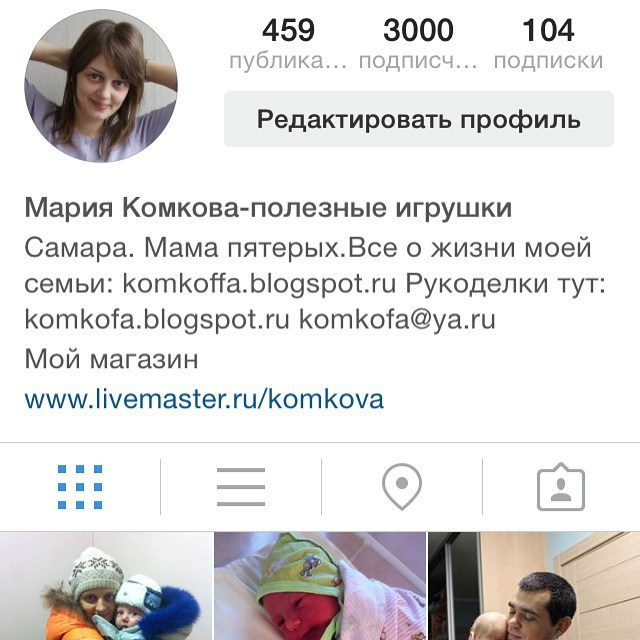 459 3000 104
публика... подписч... подписки
Редактировать профиль
Мария Комкова-полезные игрушки
Самара. Мама пятерых.Все о жизни моей
семьи: komkoffa.blogspot.ru Рукоделки тут:
komkofa.blogspot.ru komkofa@ya.ru
Мой магазин
www.livemaster.ru/komkova